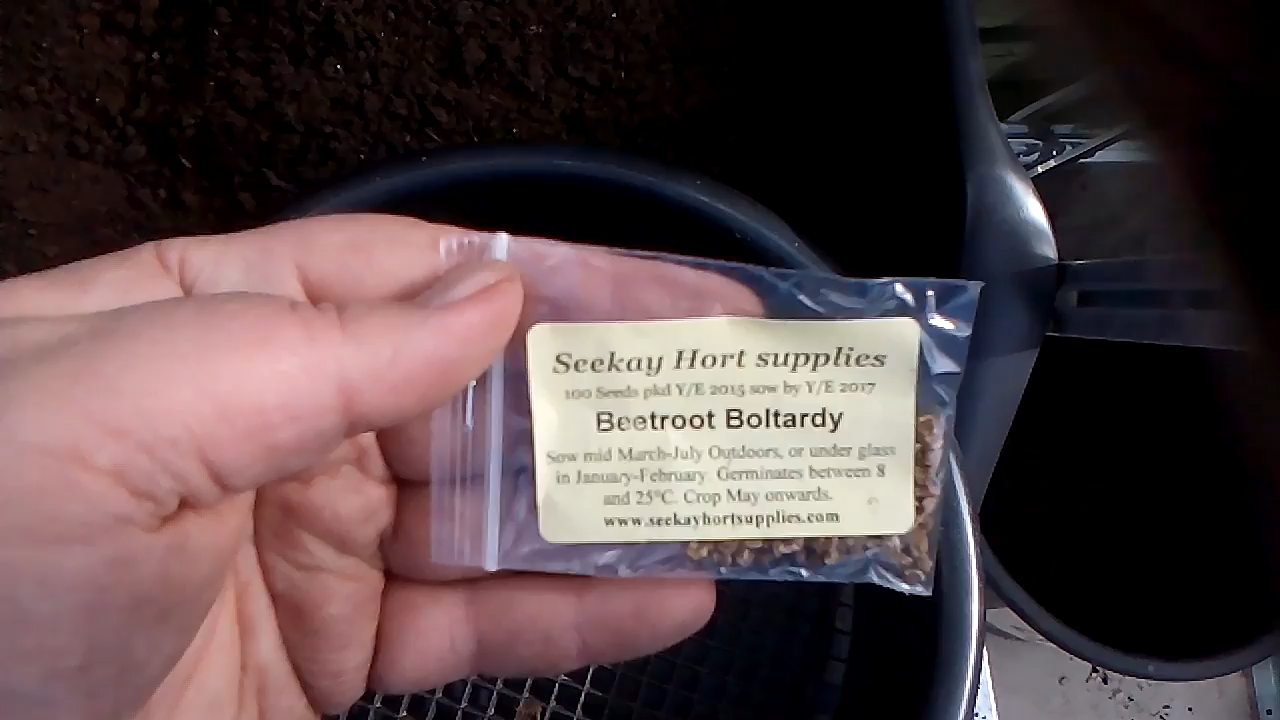 Seekay Hort supplies
100 Seeds pkd Y/E 2015 sow by Y/E 2017
Beetroot Boltardy
Sow mid March-July Outdoors, or under glass
in January-February. Germinates between 8
and 25°C. Crop May onwards.
www.seekayhortsupplies.com